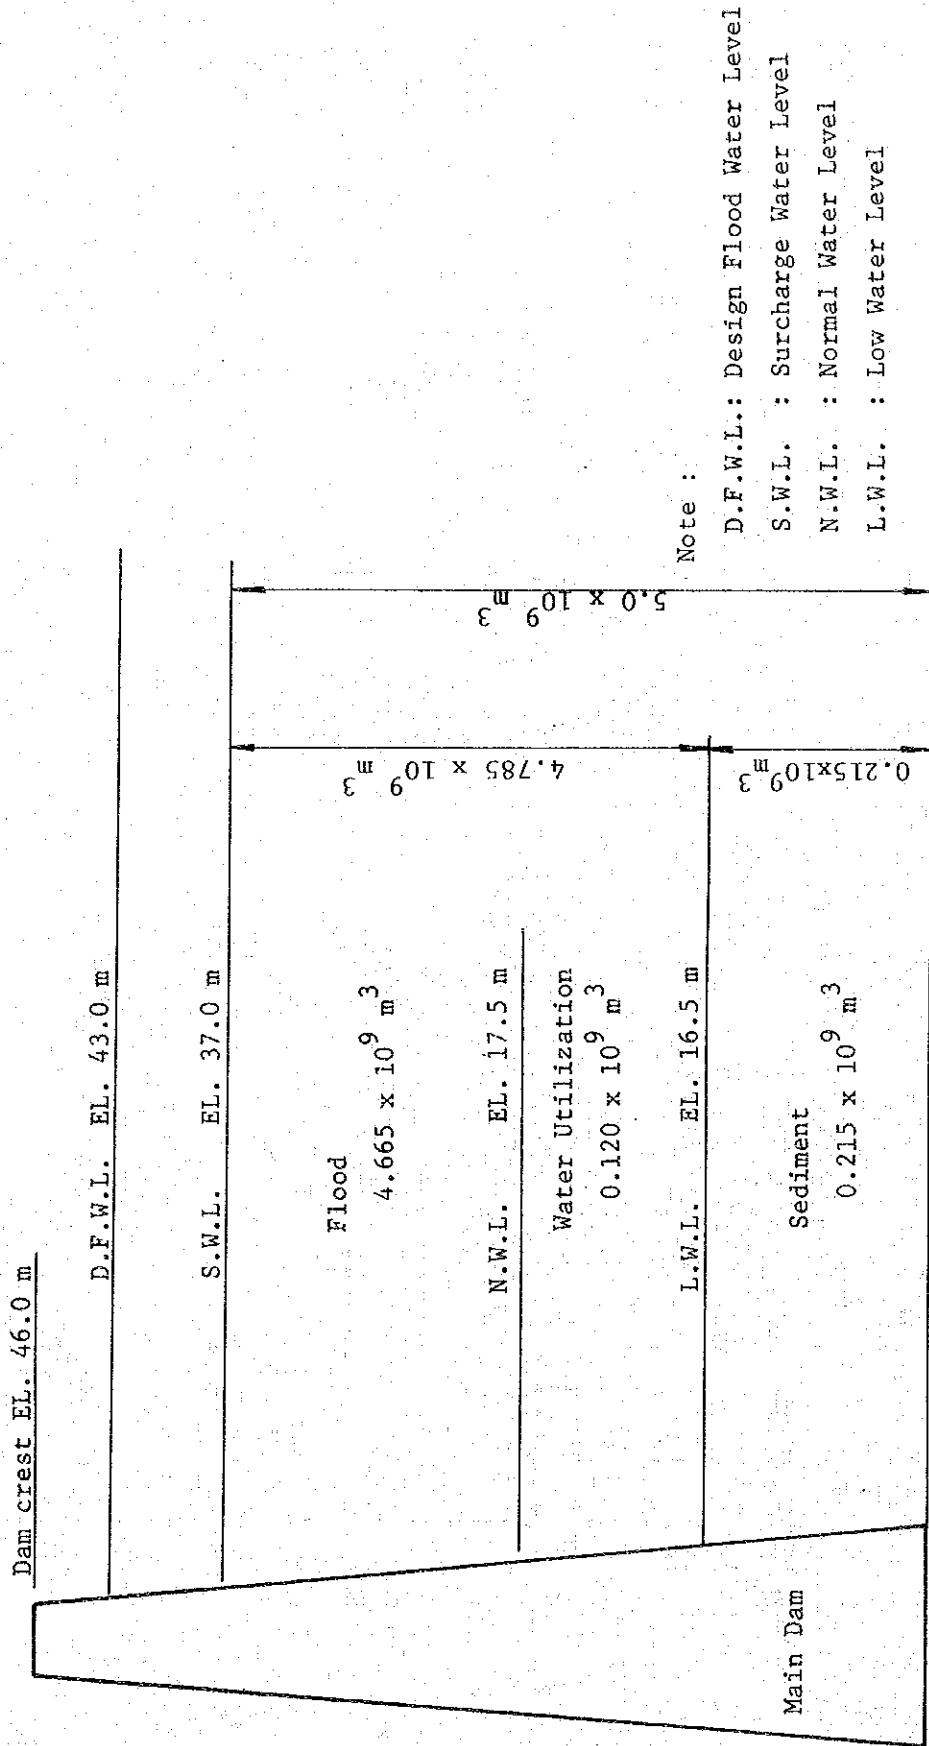 Dam crest EL. 46.0 m
D.F.W.L. EL. 43.0 m
S.W.L. EL. 37.0 m
Flood
4.665 x 10⁹ m³
N.W.L. EL. 17.5 m
Water Utilization
0.120 x 10⁹ m³
L.W.L. EL. 16.5 m
Sediment
0.215 x 10⁹ m³
Main Dam
4.785 x 10⁹ m³
0.215x10⁹m³
5.0 x 10⁹ m³
Note :
D.F.W.L.: Design Flood Water Level
S.W.L. : Surcharge Water Level
N.W.L. : Normal Water Level
L.W.L. : Low Water Level